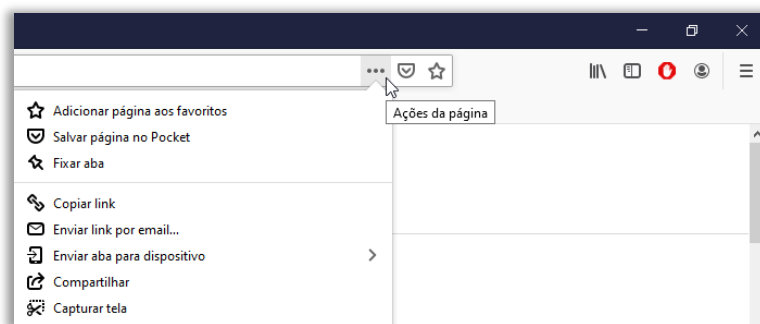 Ações da página
Adicionar página aos favoritos
Salvar página no Pocket
Fixar aba
Copiar link
Enviar link por email...
Enviar aba para dispositivo
Compartilhar
Capturar tela